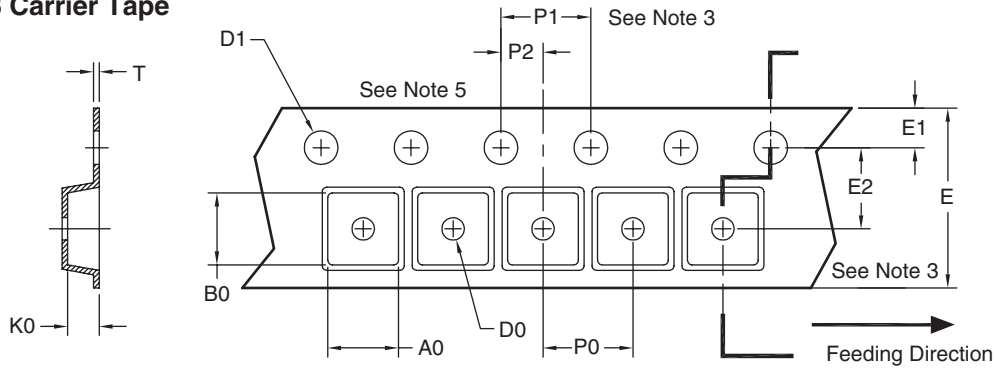 Carrier Tape
P1
See Note 3
D1
P2
T
See Note 5
E1
E2
E
See Note 3
B0
K0
D0
A0
P0
Feeding Direction